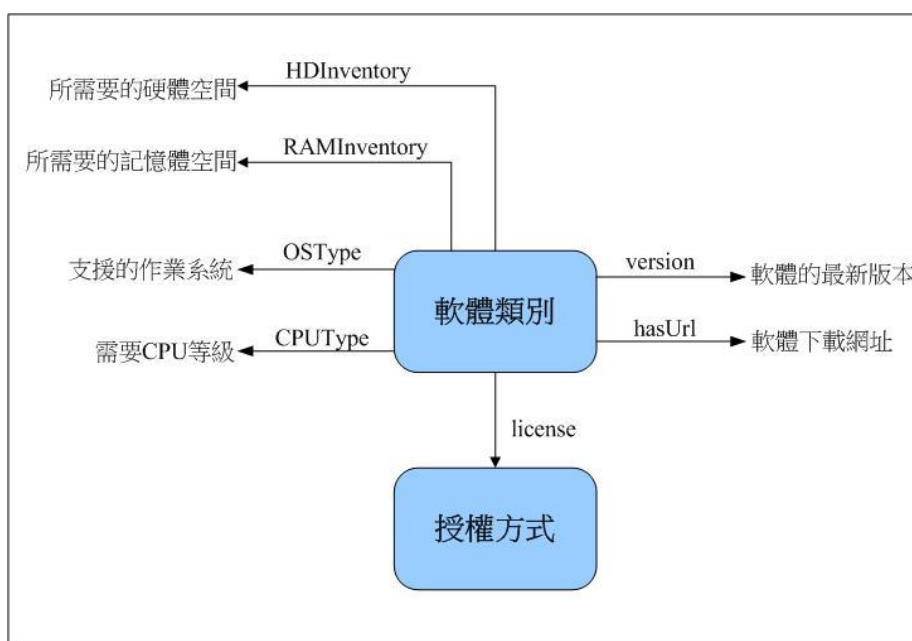 HDInventory
所需要的硬體空間
RAMInventory
所需要的記憶體空間
OSType
支援的作業系統
CPUType
需要CPU等級
軟體類別
version
軟體的最新版本
hasUrl
軟體下載網址
license
授權方式